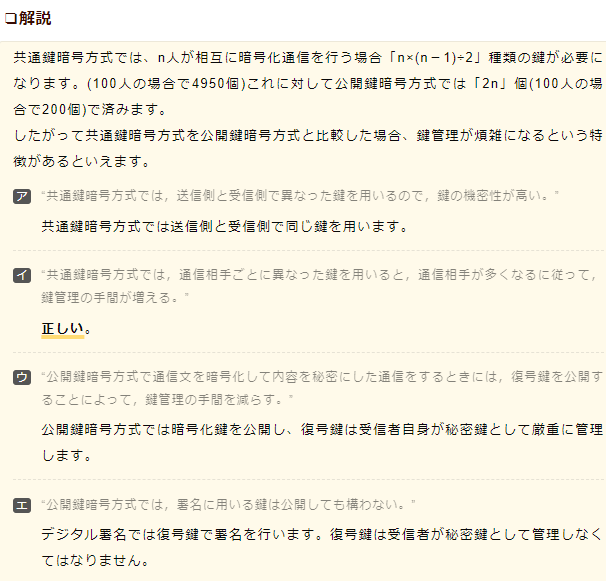 ❏解説
共通鍵暗号方式では、n人が相互に暗号化通信を行う場合「n×(n－1)÷2」種類の鍵が必要に
なります。(100人の場合で4950個)これに対して公開鍵暗号方式では「2n」個(100人の場
合で200個)で済みます。
したがって共通鍵暗号方式を公開鍵暗号方式と比較した場合、鍵管理が煩雑になるという特
徴があるといえます。
ア “共通鍵暗号方式では，送信側と受信側で異なった鍵を用いるので，鍵の機密性が高い。”
共通鍵暗号方式では送信側と受信側で同じ鍵を用います。
イ “共通鍵暗号方式では，通信相手ごとに異なった鍵を用いると，通信相手が多くなるに従って，
鍵管理の手間が増える。”
正しい。
ウ “公開鍵暗号方式で通信文を暗号化して内容を秘密にした通信をするときには，復号鍵を公開す
ることによって，鍵管理の手間を減らす。”
公開鍵暗号方式では暗号化鍵を公開し、復号鍵は受信者自身が秘密鍵として厳重に管理
します。
エ “公開鍵暗号方式では，署名に用いる鍵は公開しても構わない。”
デジタル署名では復号鍵で署名を行います。復号鍵は受信者が秘密鍵として管理しなく
てはなりません。